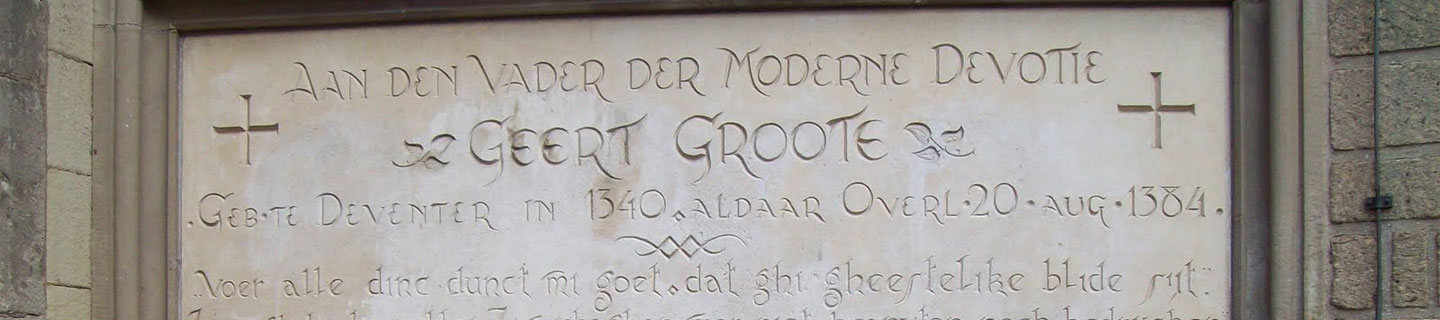 Aan den Vader der Moderne Devotie
Geert Groote
.Geb. te Deventer in 1340. aldaar Overl. 20. aug. 1384.
„Voer alle dinc dunct mi goet. dat ghi gheestelike blide sijt."